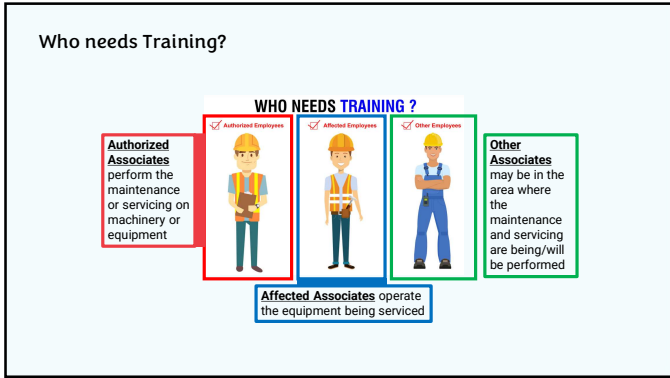 Who needs Training?
WHO NEEDS TRAINING ?
Authorized Employees
Affected Employees
Other Employees
Authorized
Associates
perform the
maintenance
or servicing on
machinery or
equipment
Other
Associates
may be in the
area where
the
maintenance
and servicing
are being/will
be performed
Affected Associates operate
the equipment being serviced